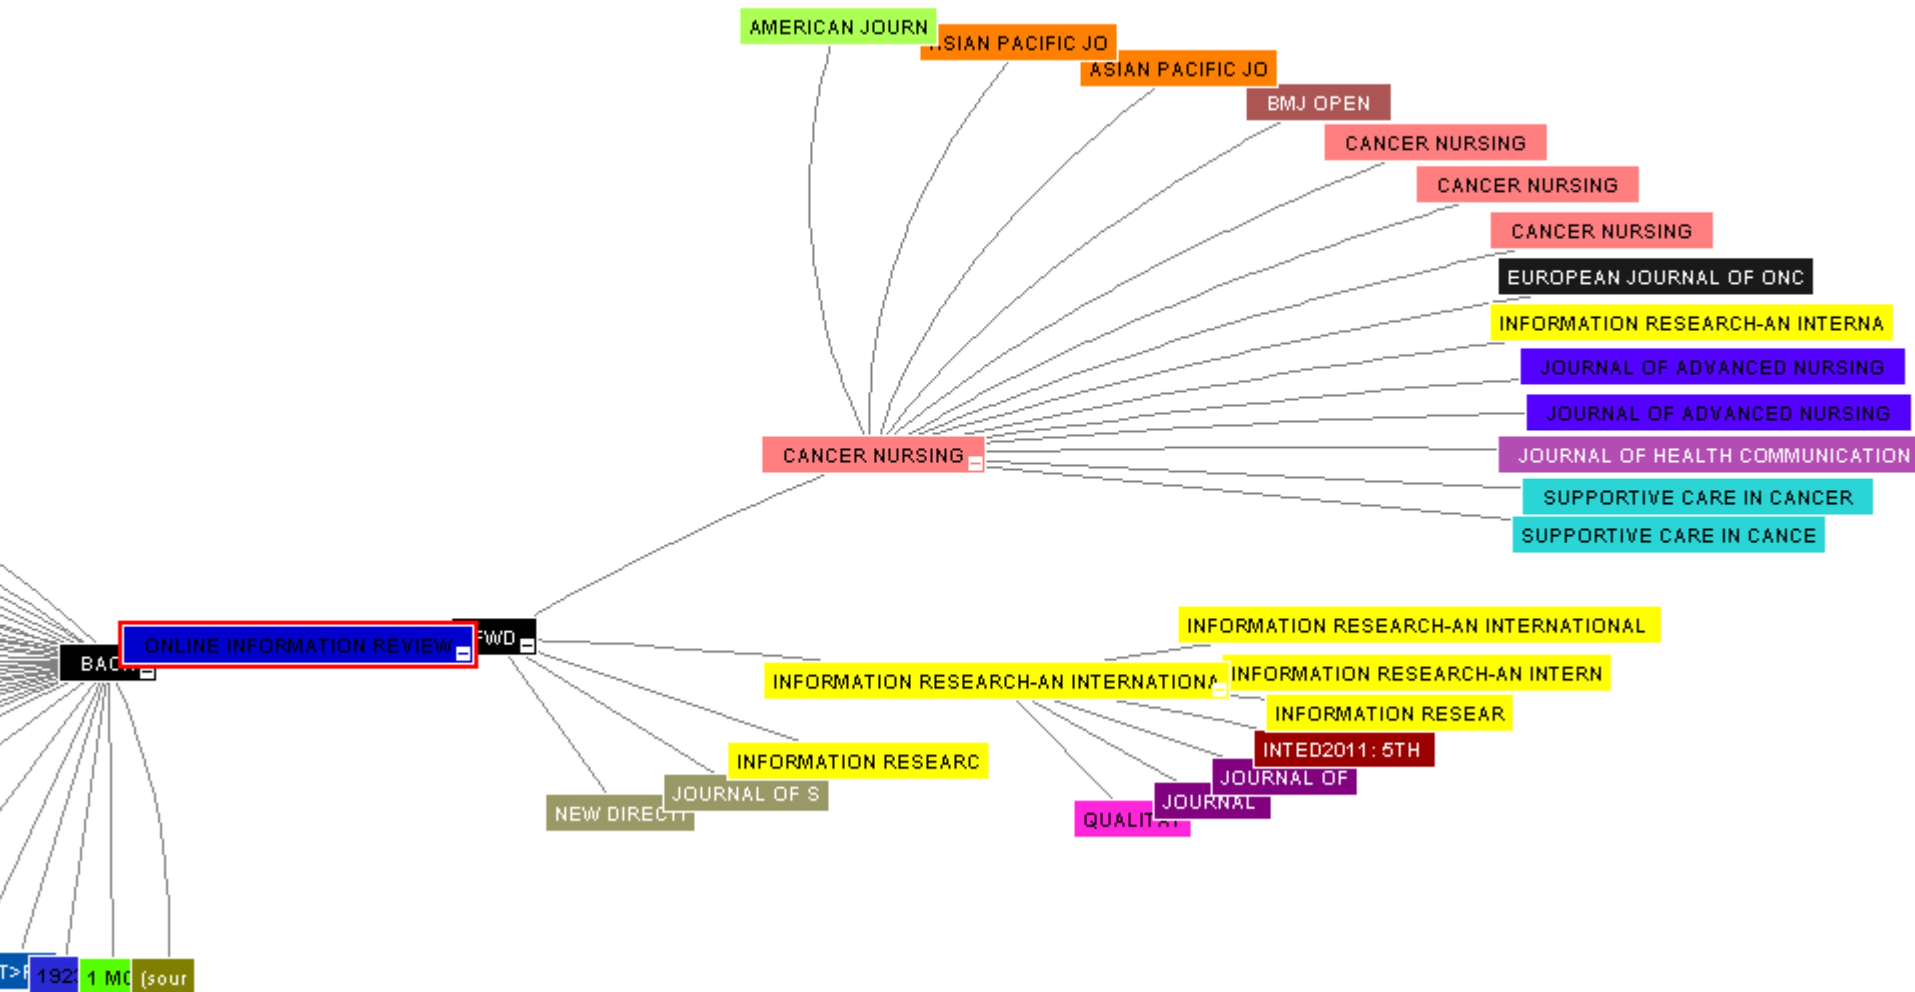 AMERICAN JOURN
ASIAN PACIFIC JO
ASIAN PACIFIC JO
BMJ OPEN
CANCER NURSING
CANCER NURSING
CANCER NURSING
EUROPEAN JOURNAL OF ONC
INFORMATION RESEARCH-AN INTERNA
JOURNAL OF ADVANCED NURSING
JOURNAL OF ADVANCED NURSING
CANCER NURSING
JOURNAL OF HEALTH COMMUNICATION
SUPPORTIVE CARE IN CANCER
SUPPORTIVE CARE IN CANCE
INFORMATION RESEARCH-AN INTERNATIONAL
FWD
ONLINE INFORMATION REVIEW
BAC
INFORMATION RESEARCH-AN INTERNATIONA
INFORMATION RESEARCH-AN INTERN
INFORMATION RESEAR
INTED2011: 5TH
INFORMATION RESEARC
JOURNAL OF
JOURNAL OF S
JOURNAL
NEW DIRECTI
QUALITAT
T>F
192
1 MO
(sour